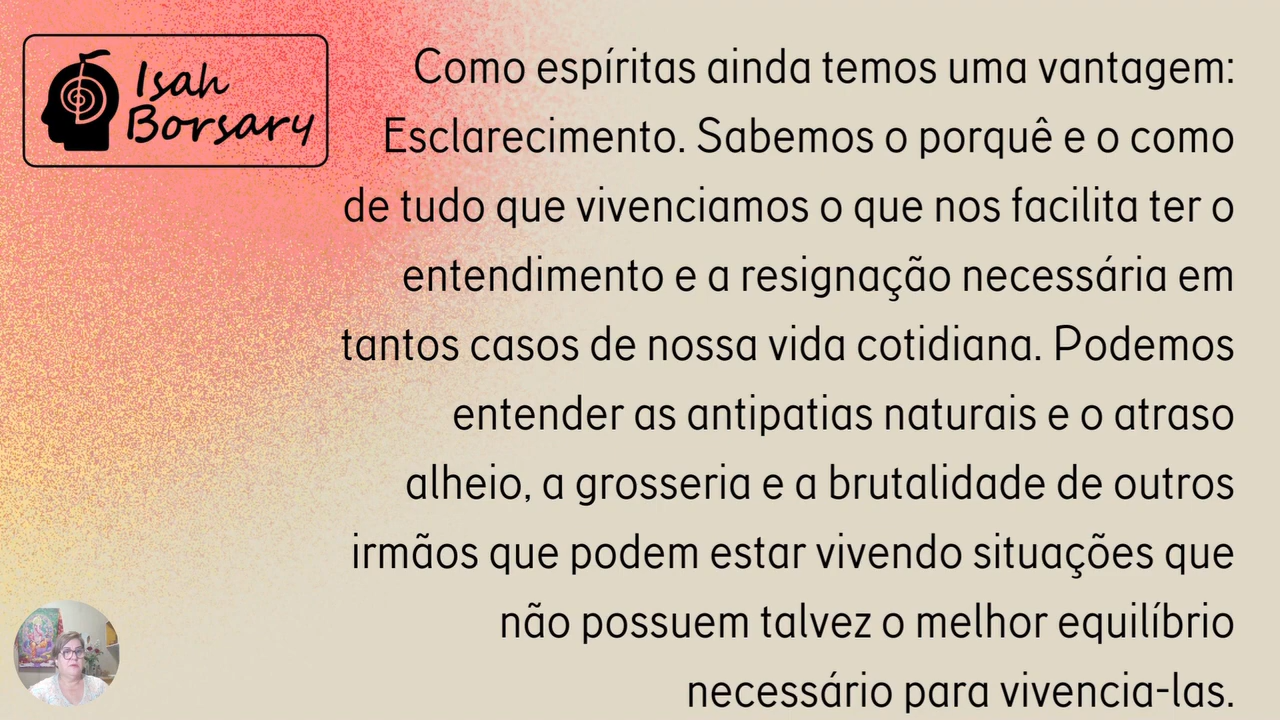 Isah
Borsary
Como espíritas ainda temos uma vantagem:
Esclarecimento. Sabemos o porquê e o como
de tudo que vivenciamos o que nos facilita ter o
entendimento e a resignação necessária em
tantos casos de nossa vida cotidiana. Podemos
entender as antipatias naturais e o atraso
alheio, a grosseria e a brutalidade de outros
irmãos que podem estar vivendo situações que
não possuem talvez o melhor equilíbrio
necessário para vivencia-las.